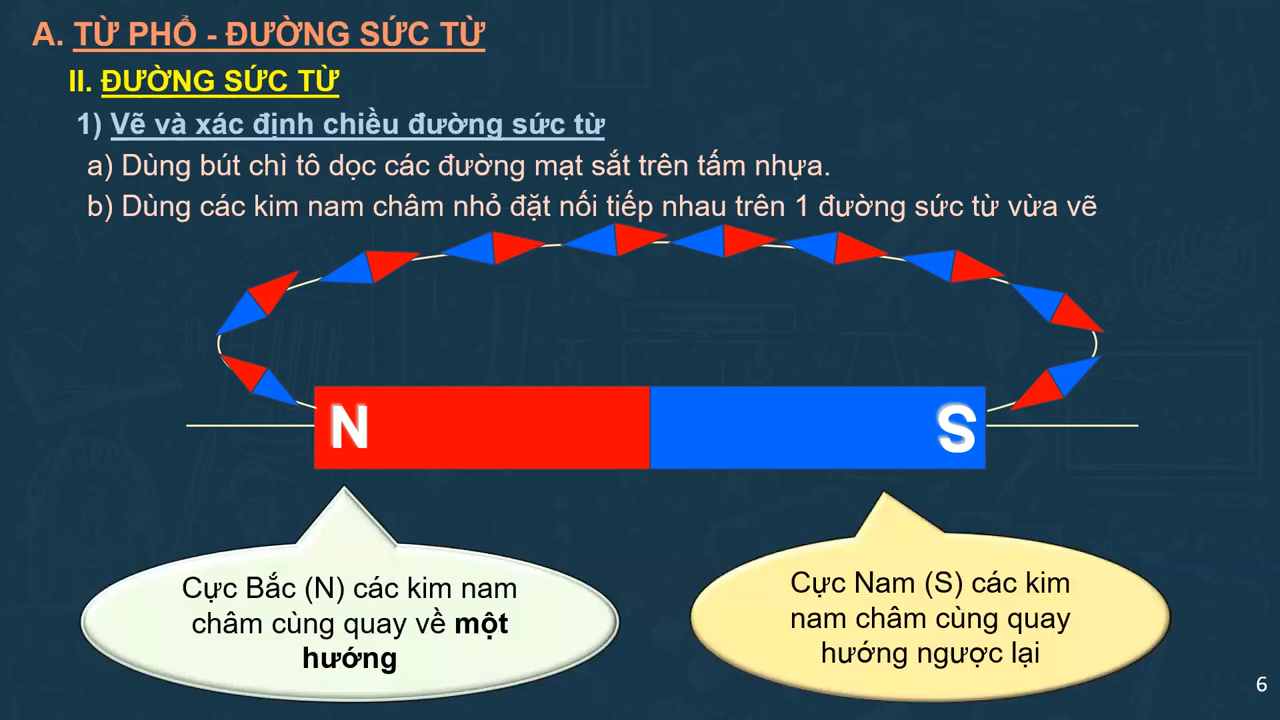 A. TỪ PHỔ - ĐƯỜNG SỨC TỪ
II. ĐƯỜNG SỨC TỪ
1) Vẽ và xác định chiều đường sức từ
a) Dùng bút chì tô dọc các đường mạt sắt trên tấm nhựa.
b) Dùng các kim nam châm nhỏ đặt nối tiếp nhau trên 1 đường sức từ vừa vẽ
N
S
Cực Bắc (N) các kim nam
châm cùng quay về một
hướng
Cực Nam (S) các kim
nam châm cùng quay
hướng ngược lại
6